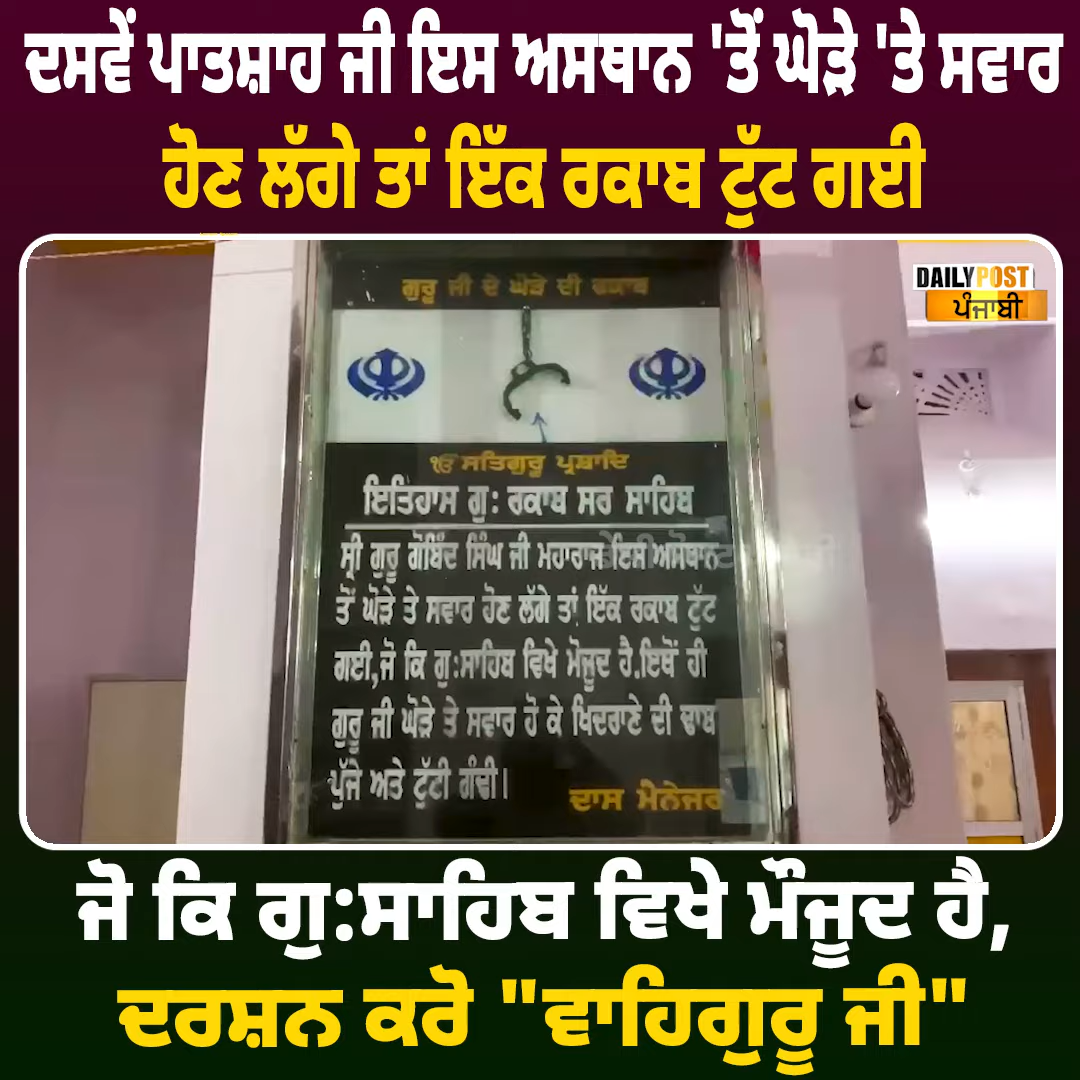 ਦਸਵੇਂ ਪਾਤਸ਼ਾਹ ਜੀ ਇਸ ਅਸਥਾਨ 'ਤੋਂ ਘੋੜੇ 'ਤੇ ਸਵਾਰ
ਹੋਣ ਲੱਗੇ ਤਾਂ ਇੱਕ ਰਕਾਬ ਟੁੱਟ ਗਈ
DAILY POST
ਪੰਜਾਬੀ
ਗੁਰੂ ਜੀ ਦੇ ਘੋੜੇ ਦੀ ਰਕਾਬ
ੴ ਸਤਿਗੁਰੂ ਪ੍ਰਸ਼ਾਦਿ
ਇਤਿਹਾਸ ਗੁ: ਰਕਾਬ ਸਰ ਸਾਹਿਬ
ਸ੍ਰੀ ਗੁਰੂ ਗੋਬਿੰਦ ਸਿੰਘ ਜੀ ਮਹਾਰਾਜ ਇਸ ਅਸਥਾਨ
ਤੋਂ ਘੋੜੇ ਤੇ ਸਵਾਰ ਹੋਣ ਲੱਗੇ ਤਾਂ ਇੱਕ ਰਕਾਬ ਟੁੱਟ
ਗਈ,ਜੋ ਕਿ ਗੁ:ਸਾਹਿਬ ਵਿਖੇ ਮੌਜੂਦ ਹੈ.ਇਥੋਂ ਹੀ
ਗੁਰੂ ਜੀ ਘੋੜੇ ਤੇ ਸਵਾਰ ਹੋ ਕੇ ਖਿਦਰਾਣੇ ਦੀ ਢਾਬ
ਪੁੱਜੇ ਅਤੇ ਟੁੱਟੀ ਗੰਢੀ।
ਦਾਸ ਮੈਨੇਜਰ
ਜੋ ਕਿ ਗੁ:ਸਾਹਿਬ ਵਿਖੇ ਮੌਜੂਦ ਹੈ,
ਦਰਸ਼ਨ ਕਰੋ "ਵਾਹਿਗੁਰੂ ਜੀ"